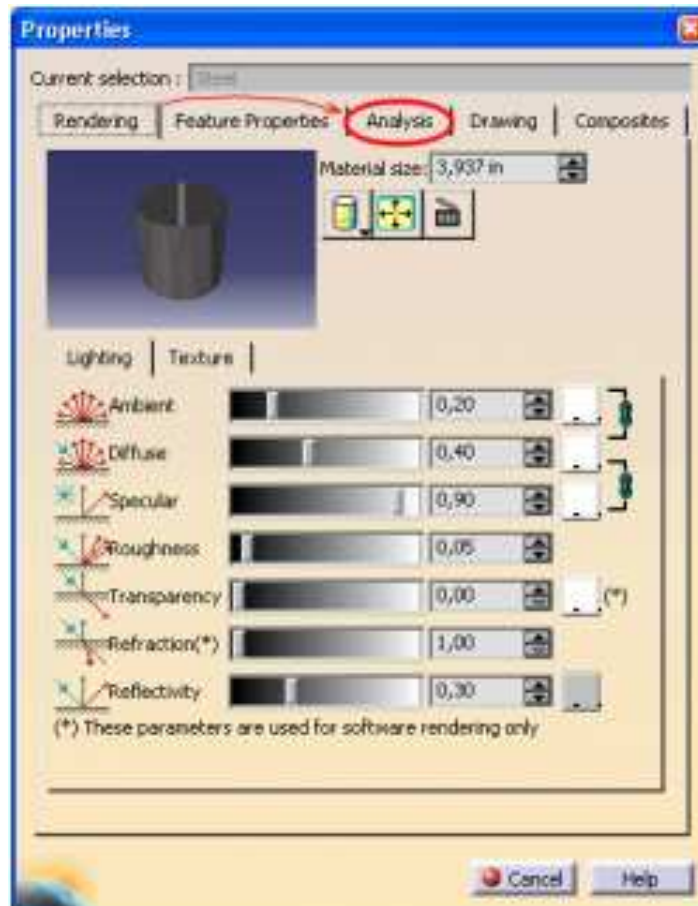 Properties
Current selection : Steel
Rendering Feature Properties Analysis Drawing Composites
Material size: 3,937 in
Lighting Texture
Ambient 0,20
Diffuse 0,40
Specular 0,90
Roughness 0,05
Transparency 0,00 (*)
Refraction(*) 1,00
Reflectivity 0,30
(*) These parameters are used for software rendering only
Cancel Help